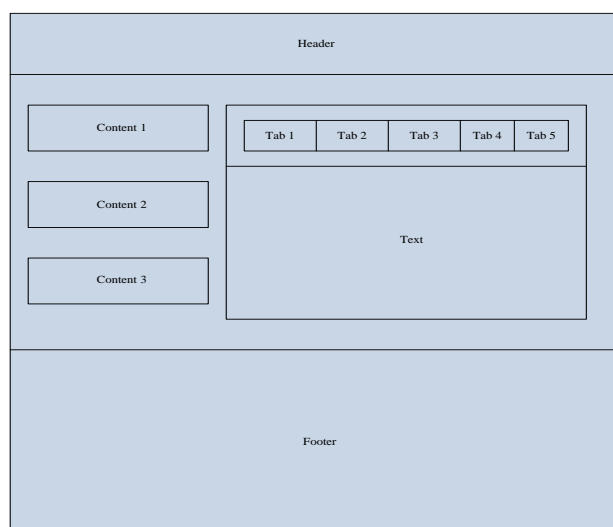 Header
Content 1
Tab 1 Tab 2 Tab 3 Tab 4 Tab 5
Content 2
Text
Content 3
Footer